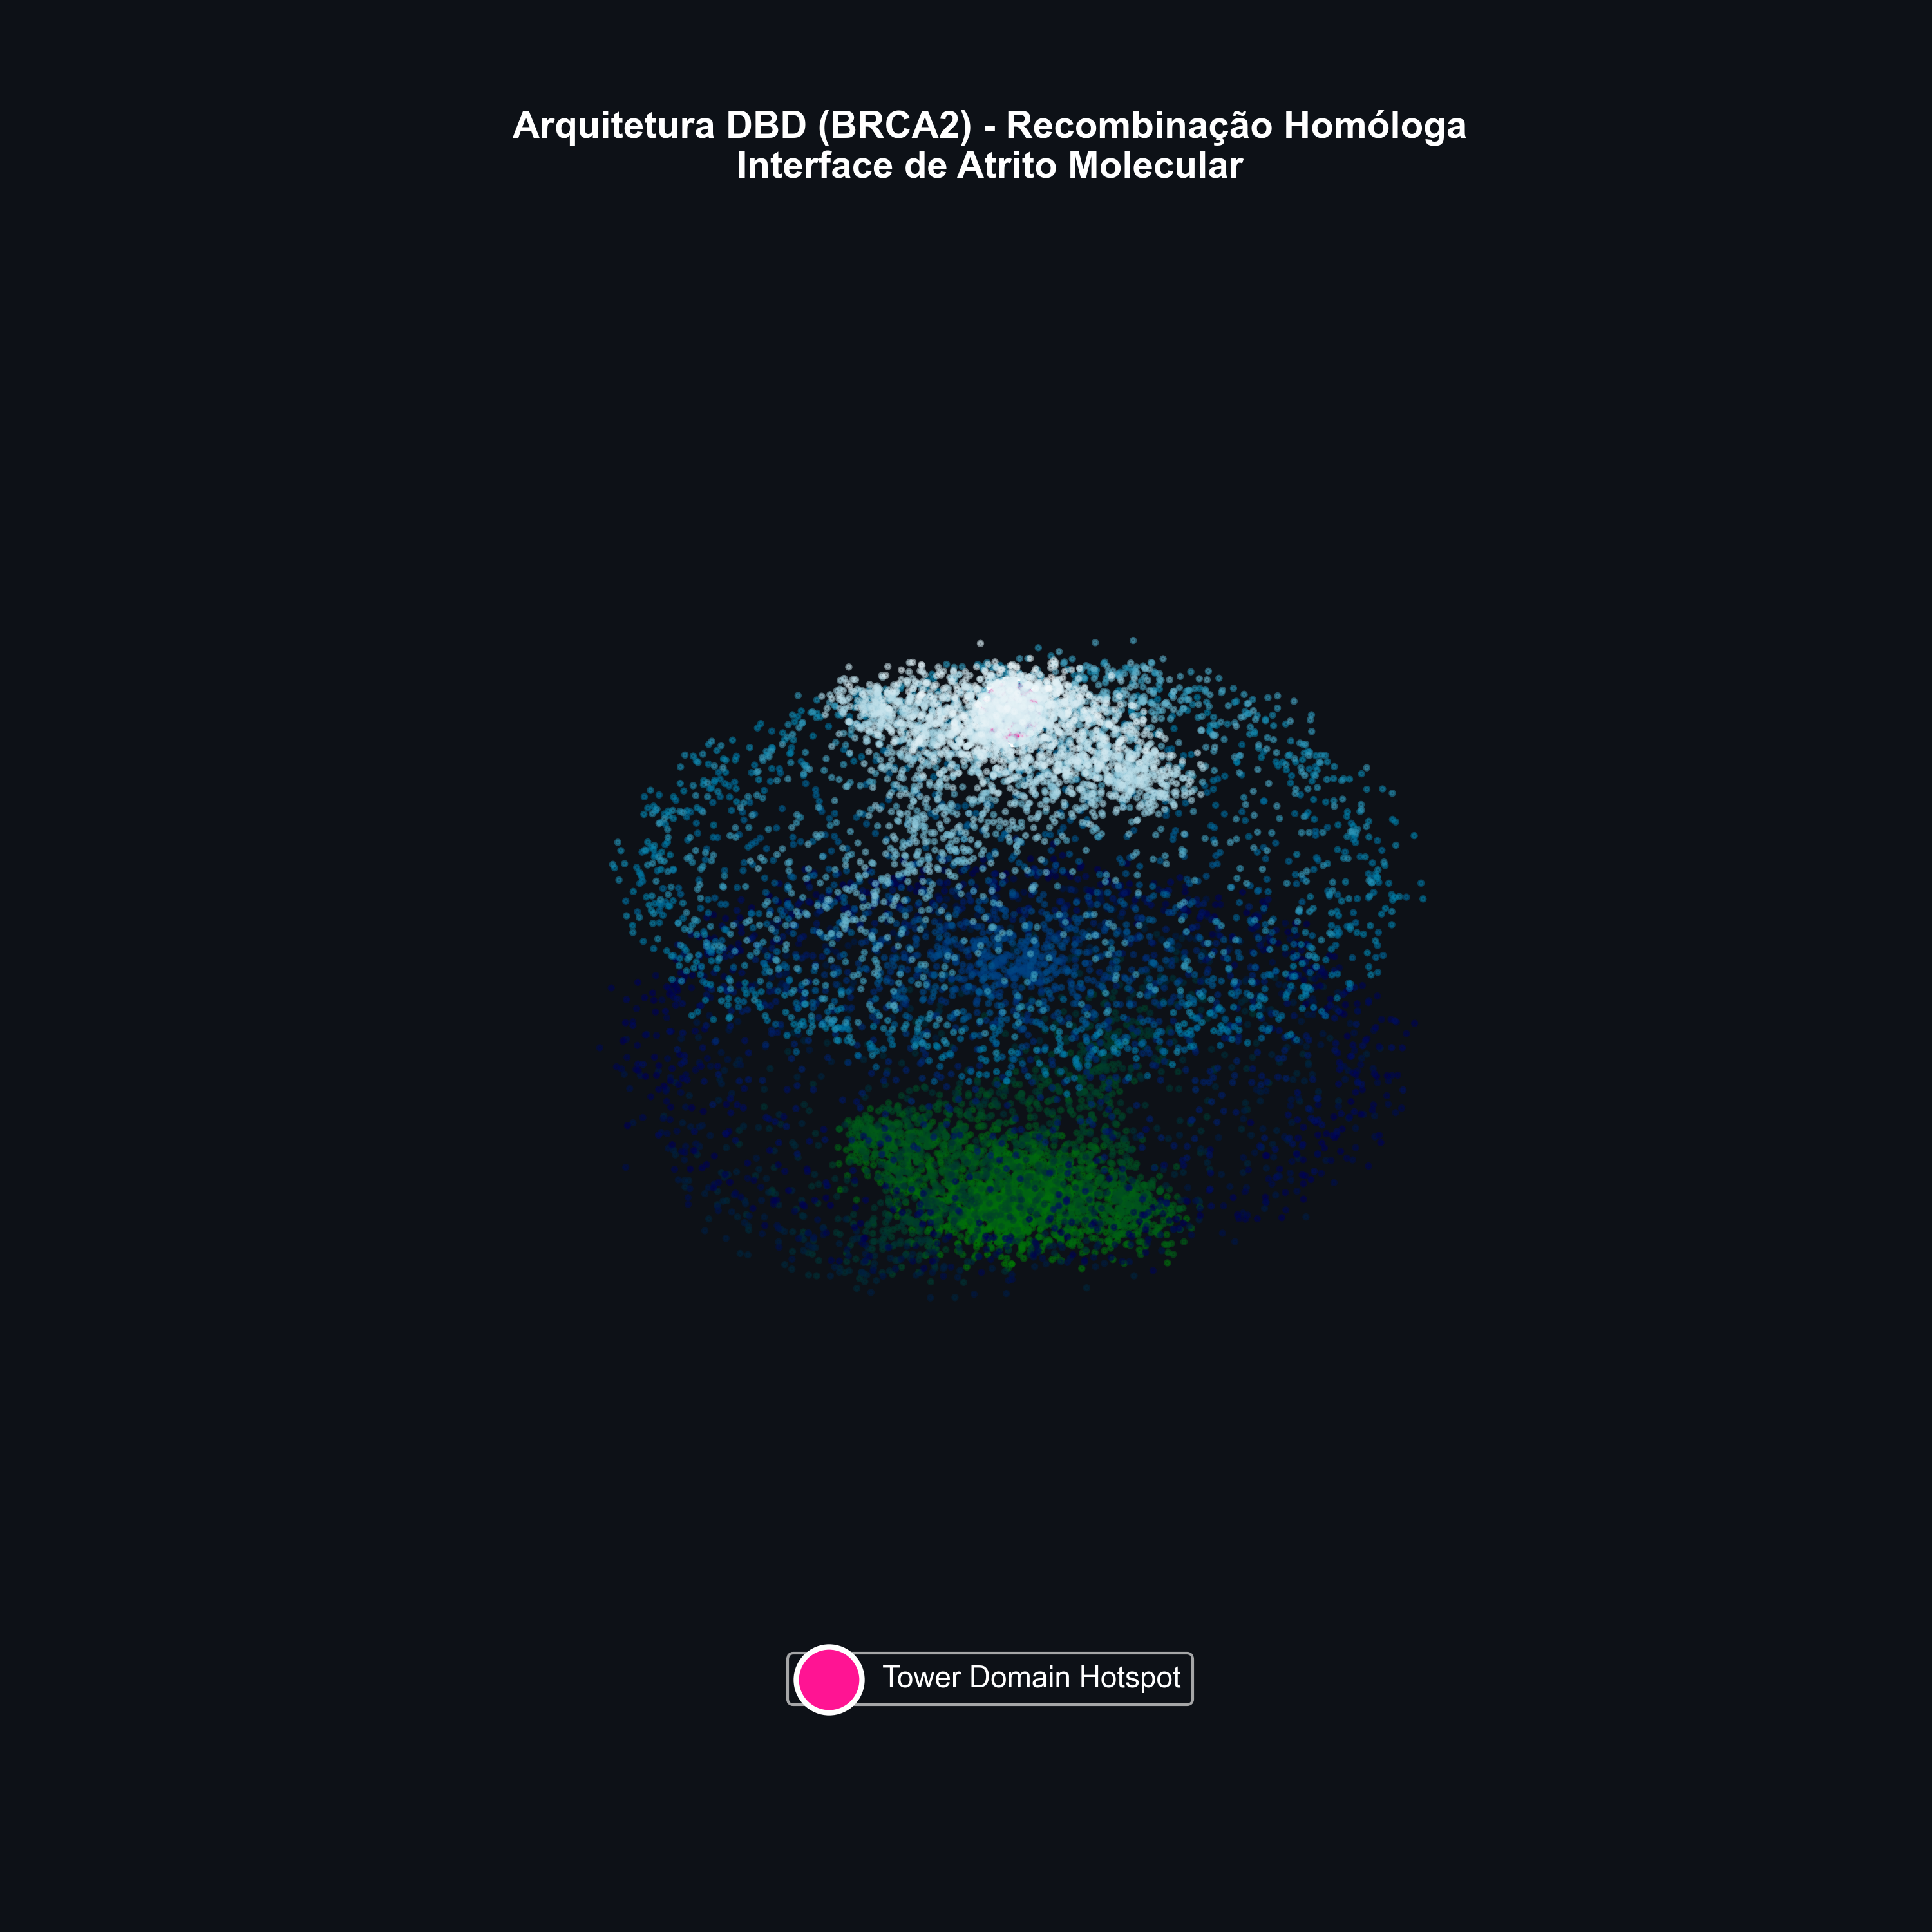 Arquitetura DBD (BRCA2) - Recombinação Homóloga
Interface de Atrito Molecular
Tower Domain Hotspot